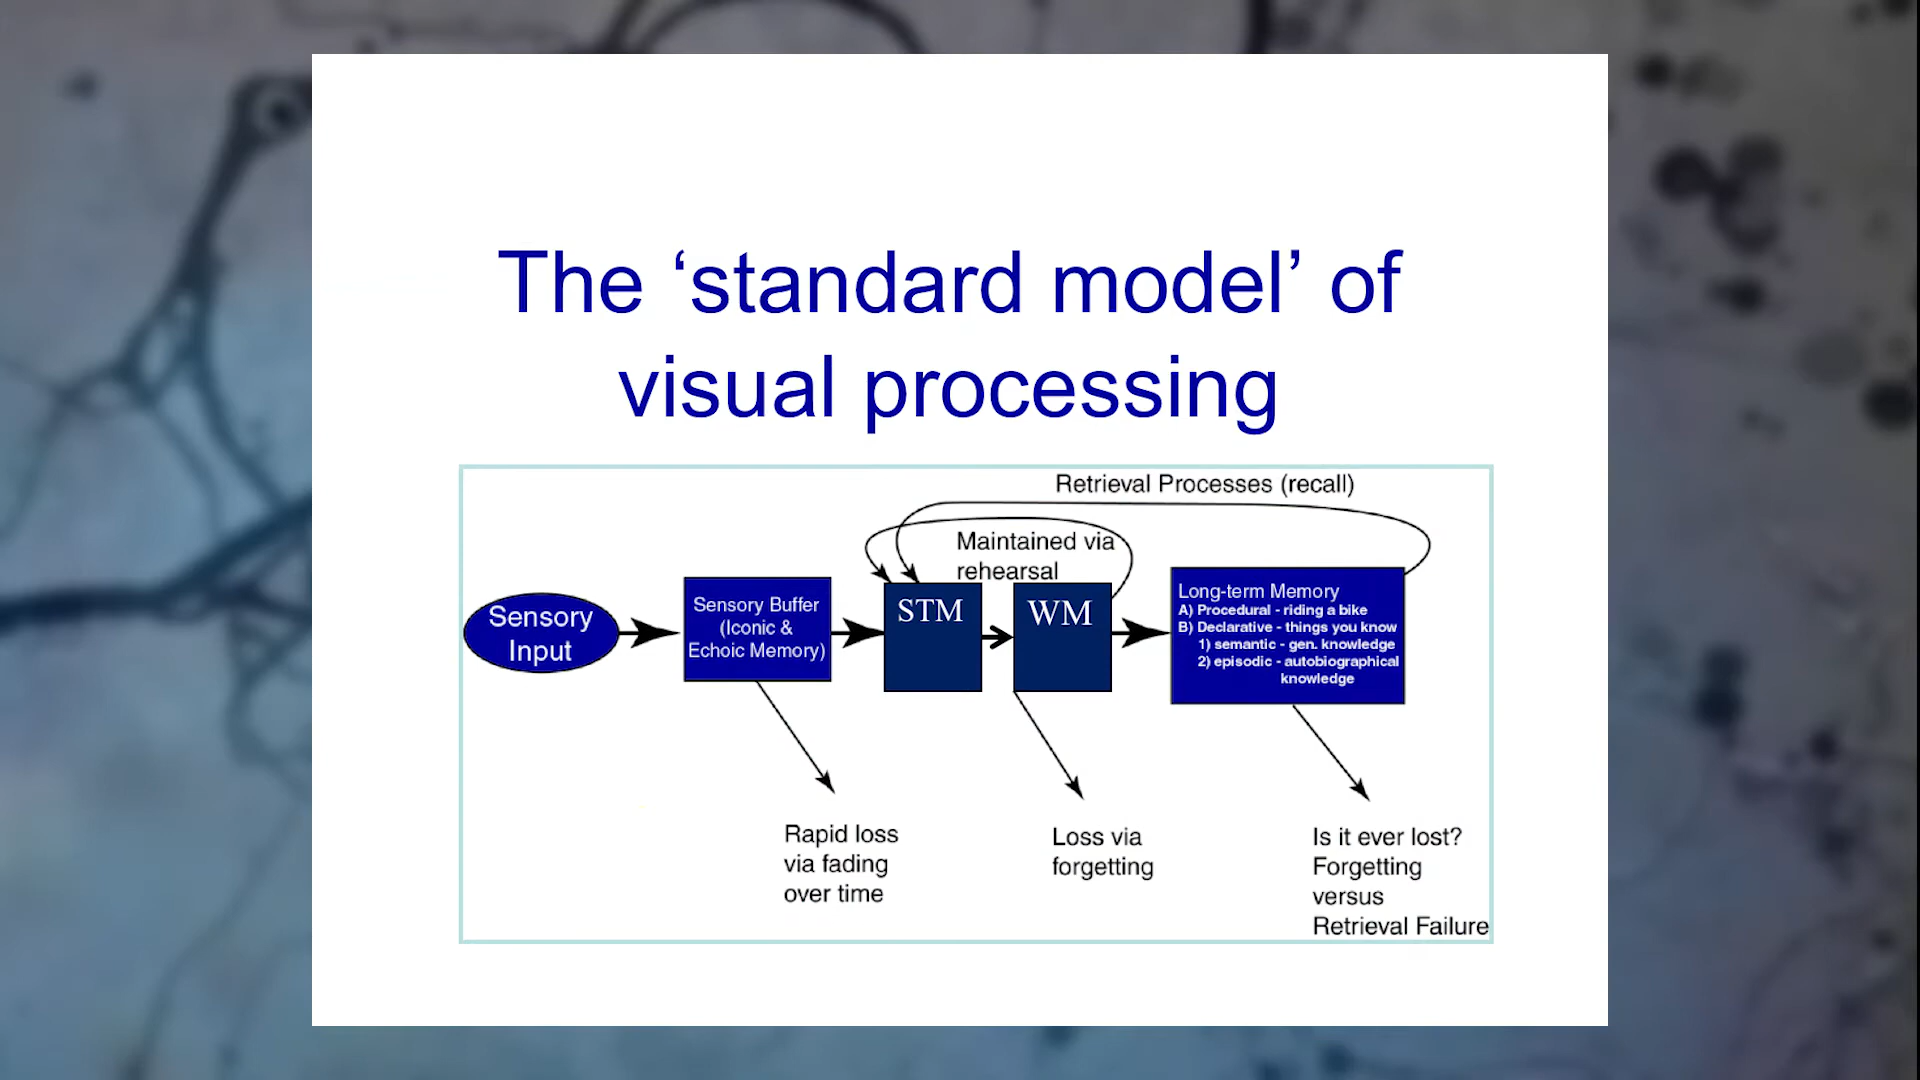 The ‘standard model’ of
visual processing
Retrieval Processes (recall)
Maintained via
rehearsal
Sensory
Input
Sensory Buffer
(Iconic &
Echoic Memory)
STM
WM
Long-term Memory
A) Procedural - riding a bike
B) Declarative - things you know
1) semantic - gen. knowledge
2) episodic - autobiographical
knowledge
Rapid loss
via fading
over time
Loss via
forgetting
Is it ever lost?
Forgetting
versus
Retrieval Failure